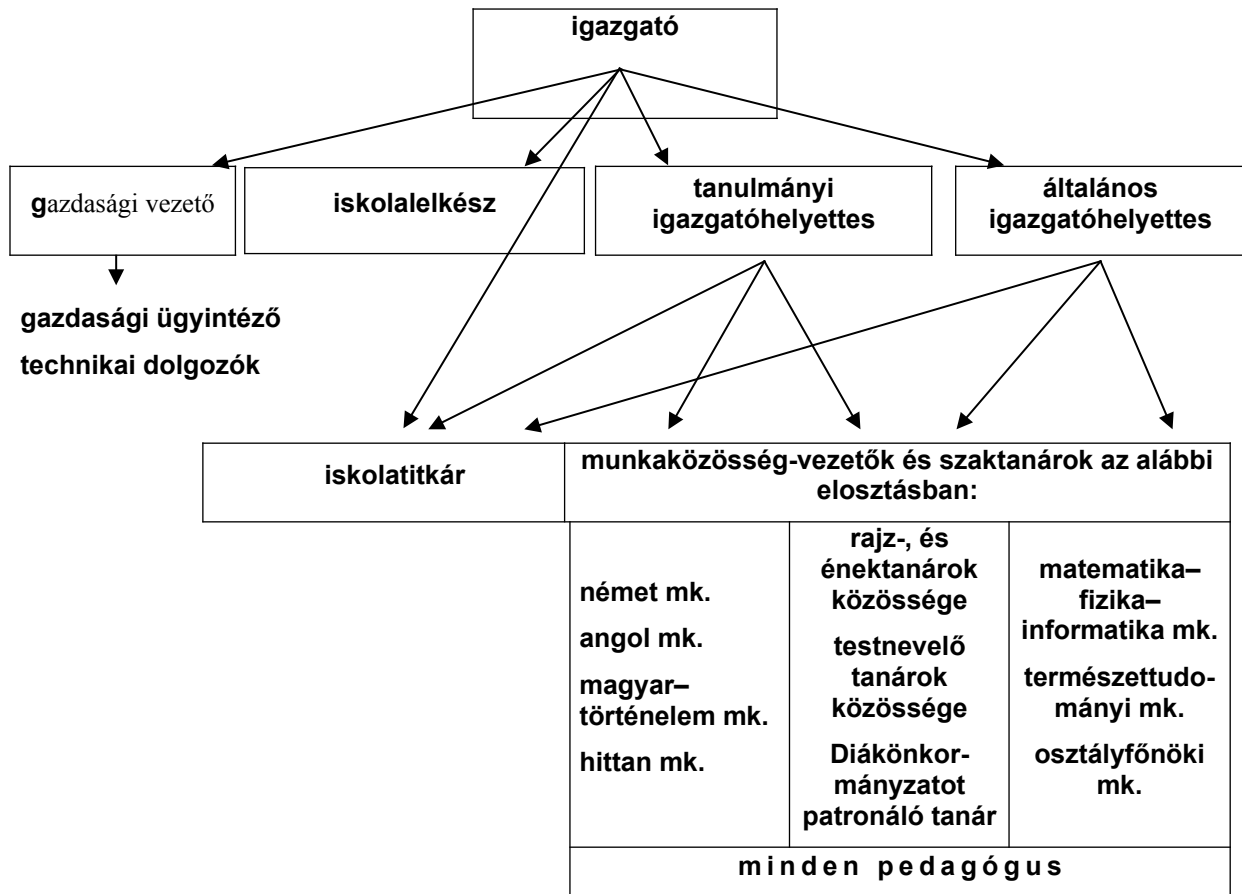 igazgató
gazdasági vezető
iskolalelkész
tanulmányi
igazgatóhelyettes
általános
igazgatóhelyettes
gazdasági ügyintéző
technikai dolgozók
iskolatitkár
munkaközösség-vezetők és szaktanárok az alábbi
elosztásban:
német mk.
angol mk.
magyar–
történelem mk.
hittan mk.
rajz-, és
énektanárok
közössége
testnevelő
tanárok
közössége
Diákönkor-
mányzatot
patronáló tanár
matematika–
fizika–
informatika mk.
természettudo-
mányi mk.
osztályfőnöki
mk.
minden pedagógus